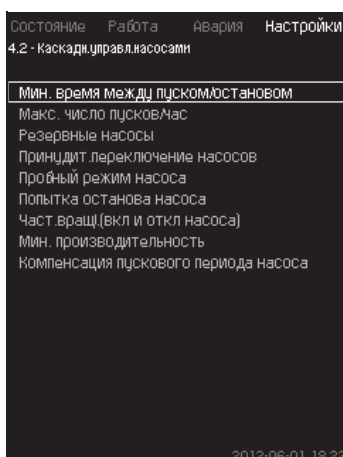 Состояние Работа Авария Настройки
4.2 - Каскадн.управл.насосами
Мин. время между пуском/остановом
Макс. число пусков/час
Резервные насосы
Принудит.переключение насосов
Пробный режим насоса
Попытка останова насоса
Част.вращ.(вкл и откл насоса)
Мин. производительность
Компенсация пускового периода насоса